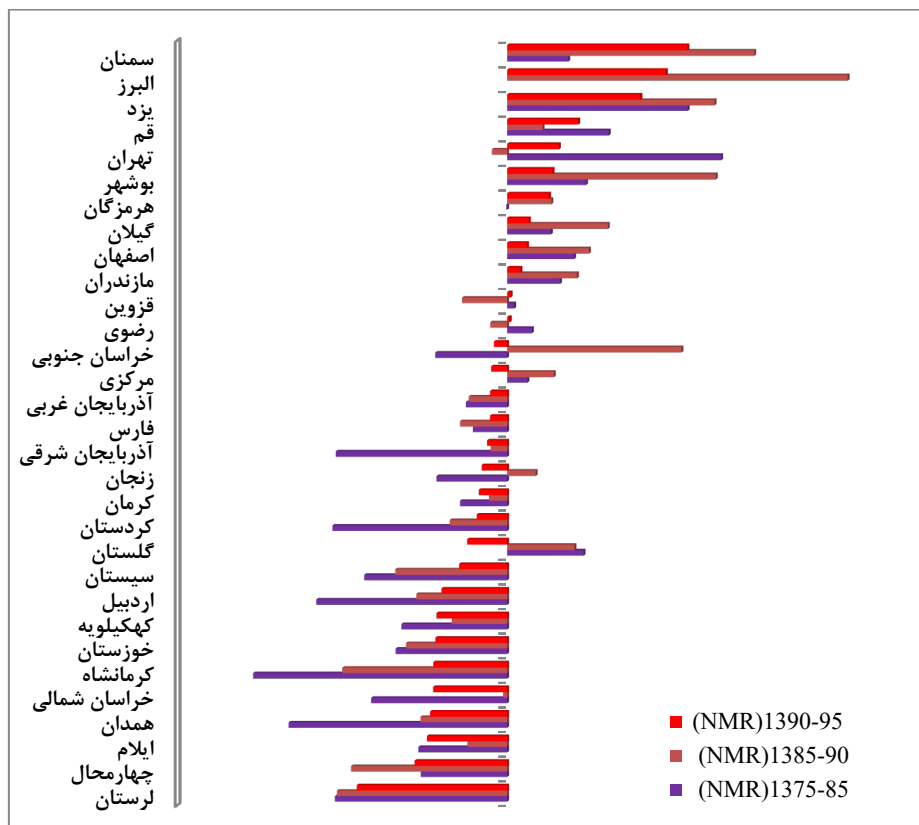 سمنان
البرز
یزد
قم
تهران
بوشهر
هرمزگان
گیلان
اصفهان
مازندران
قزوین
رضوی
خراسان جنوبی
مرکزی
آذربایجان غربی
فارس
آذربایجان شرقی
زنجان
کرمان
کردستان
گلستان
سیستان
اردبیل
کهکیلویه
خوزستان
کرمانشاه
خراسان شمالی
همدان
ایلام
چهارمحال
لرستان
(NMR)1390-95
(NMR)1385-90
(NMR)1375-85